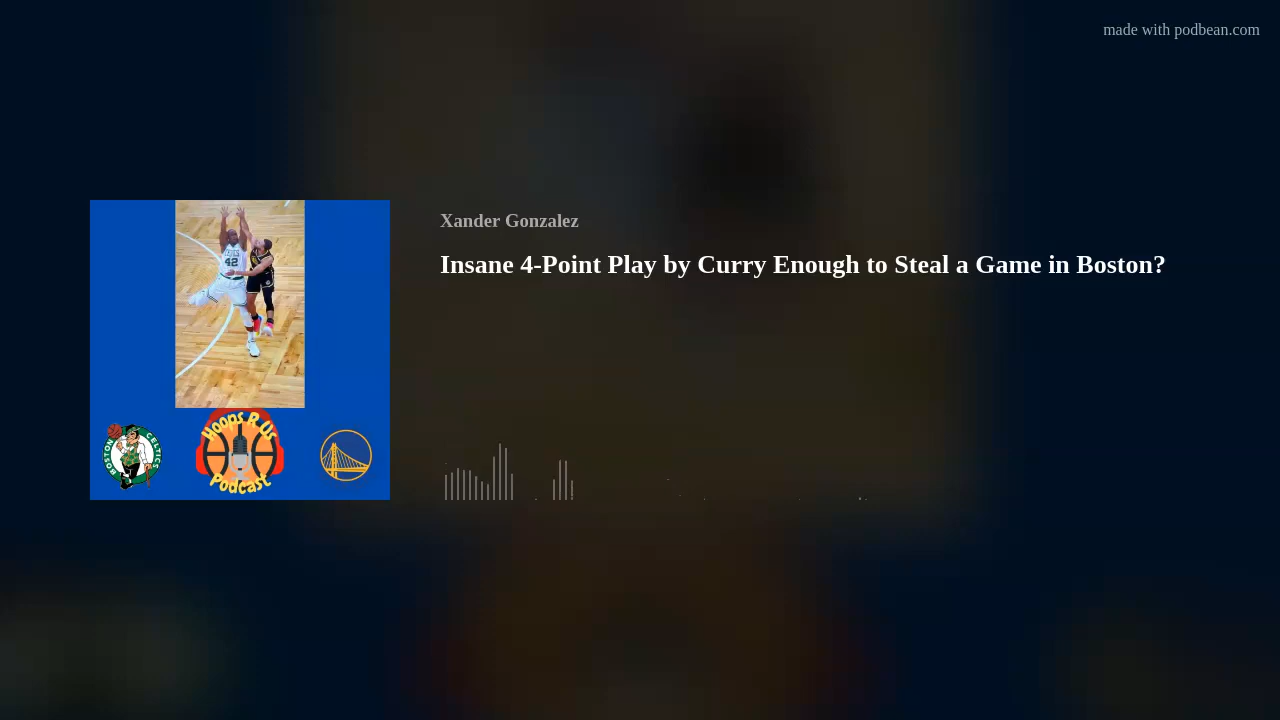 made with podbean.com
Xander Gonzalez
Insane 4-Point Play by Curry Enough to Steal a Game in Boston?
CELTICS
42
BOSTON CELTICS
Hoops R Us
Podcast